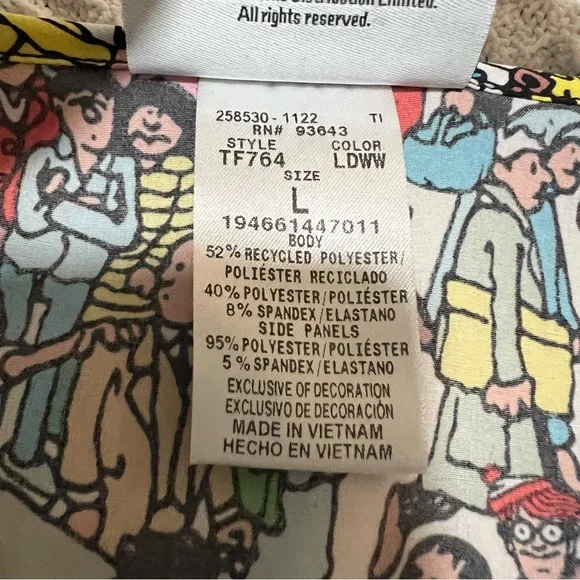 Distribution Limited.
All rights reserved.
258530-1122 TI
RN# 93643
STYLE COLOR
TF764 LDWW
SIZE
L
194661447011
BODY
52% RECYCLED POLYESTER/
POLIÉSTER RECICLADO
40% POLYESTER/POLIÉSTER
8% SPANDEX/ELASTANO
SIDE PANELS
95% POLYESTER/POLIÉSTER
5% SPANDEX/ELASTANO
EXCLUSIVE OF DECORATION
EXCLUSIVO DE DECORACIÓN
MADE IN VIETNAM
HECHO EN VIETNAM